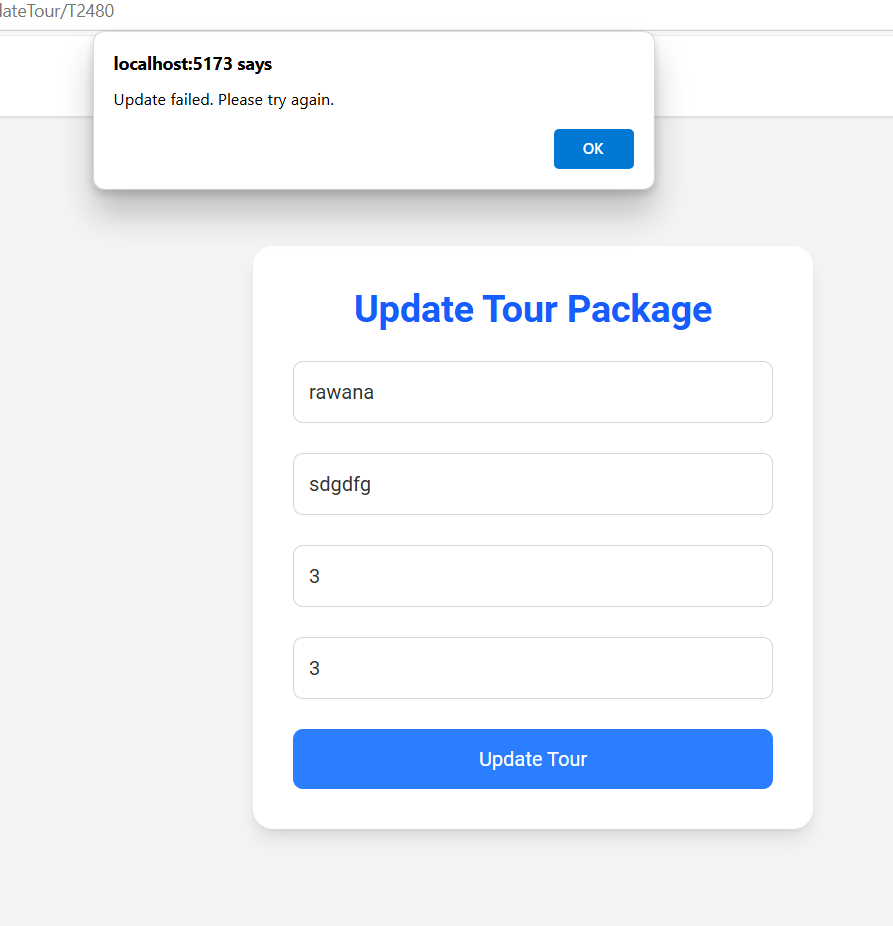 lateTour/T2480
localhost:5173 says
Update failed. Please try again.
OK
Update Tour Package
rawana
sdgdfg
3
3
Update Tour